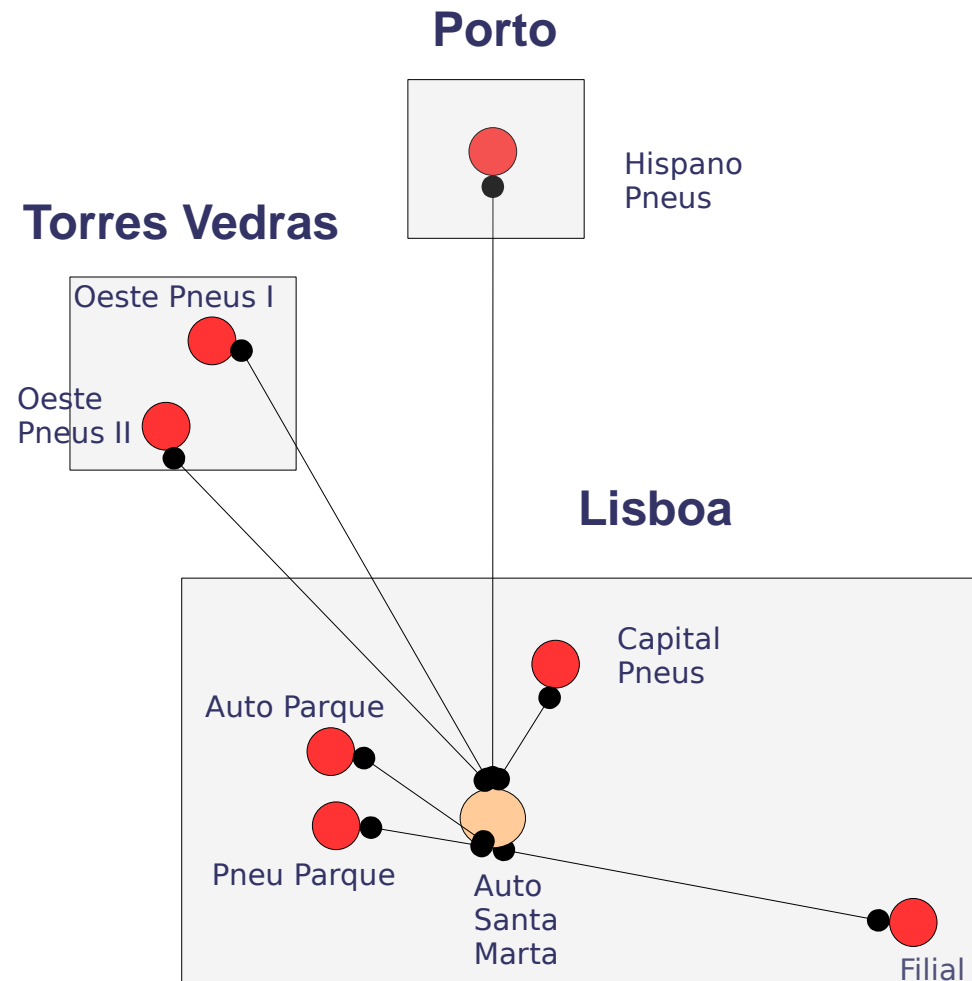 Porto
Hispano
Pneus
Torres Vedras
Oeste Pneus I
Oeste
Pneus II
Lisboa
Capital
Pneus
Auto Parque
Pneu Parque
Auto
Santa
Marta
Filial